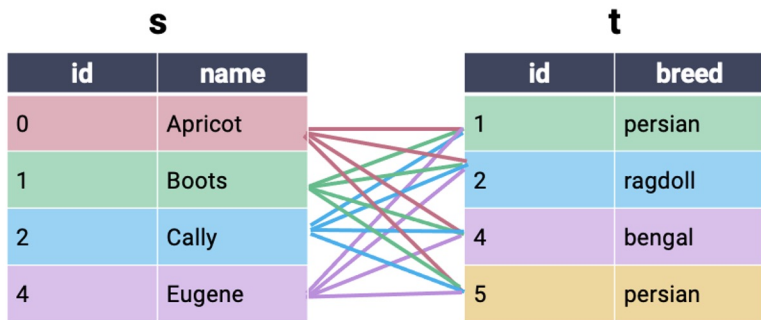 s t
id name id breed
0 Apricot 1 persian
1 Boots 2 ragdoll
2 Cally 4 bengal
4 Eugene 5 persian